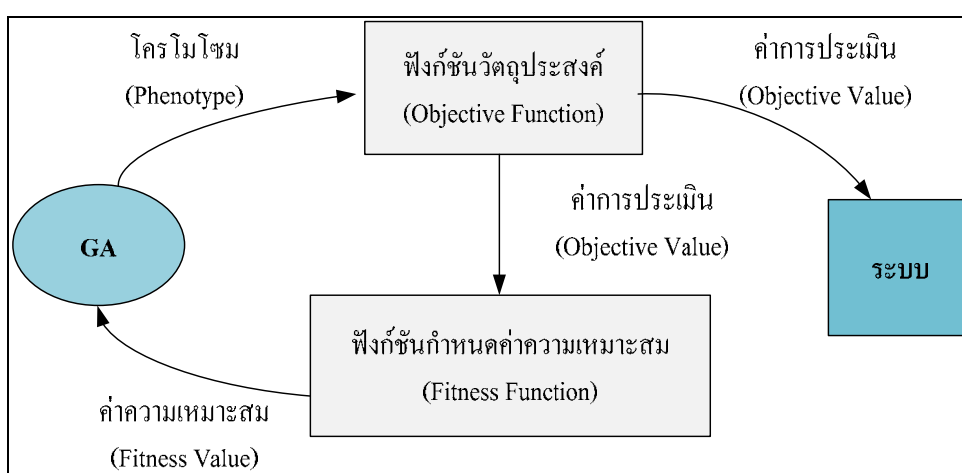 โครโมโซม
(Phenotype)
ฟังก์ชันวัตถุประสงค์
(Objective Function)
ค่าการประเมิน
(Objective Value)
GA
ค่าการประเมิน
(Objective Value)
ระบบ
ฟังก์ชันกำหนดค่าความเหมาะสม
(Fitness Function)
ค่าความเหมาะสม
(Fitness Value)